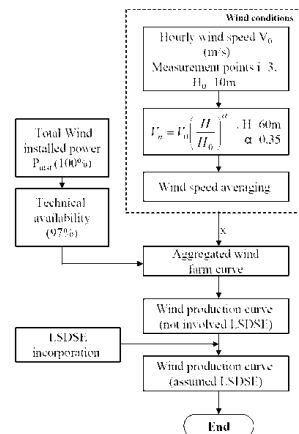 Wind conditions
Hourly wind speed V₀
(m/s)
Measurement points i=3,
H₀=10m
Vₙ = V₀(H/H₀)^α , H=60m
α=0.35
Wind speed averaging
x
Total Wind
installed power
P_inst (100%)
Technical
availability
(97%)
Aggregated wind
farm curve
Wind production curve
(not involved LSDSE)
LSDSE
incorporation
Wind production curve
(assumed LSDSE)
End